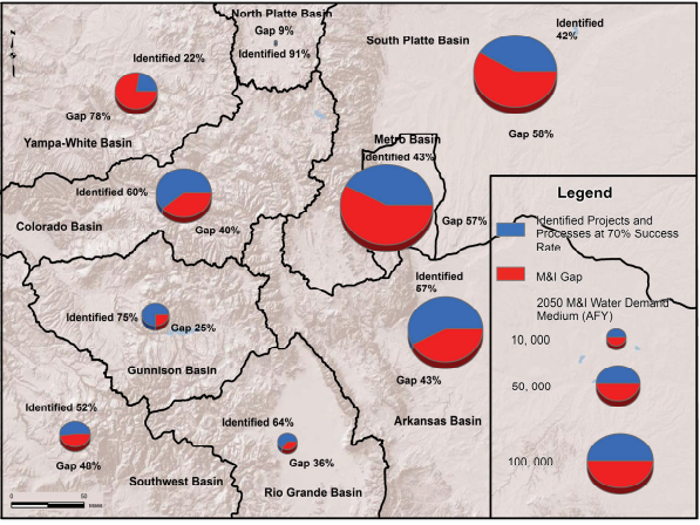 North Platte Basin
Gap 9%
Identified 91%
South Platte Basin
Identified
42%
Gap 58%
Identified 22%
Gap 78%
Yampa-White Basin
Metro Basin
Identified 43%
Gap 57%
Identified 60%
Gap 40%
Colorado Basin
Identified 75%
Gap 25%
Gunnison Basin
Identified
57%
Gap 43%
Arkansas Basin
Identified 52%
Gap 48%
Southwest Basin
Identified 64%
Gap 36%
Rio Grande Basin
0 50
Legend
Identified Projects and
Processes at 70% Success
Rate
M&I Gap
2050 M&I Water Demand
Medium (AFY)
10, 000
50, 000
100, 000